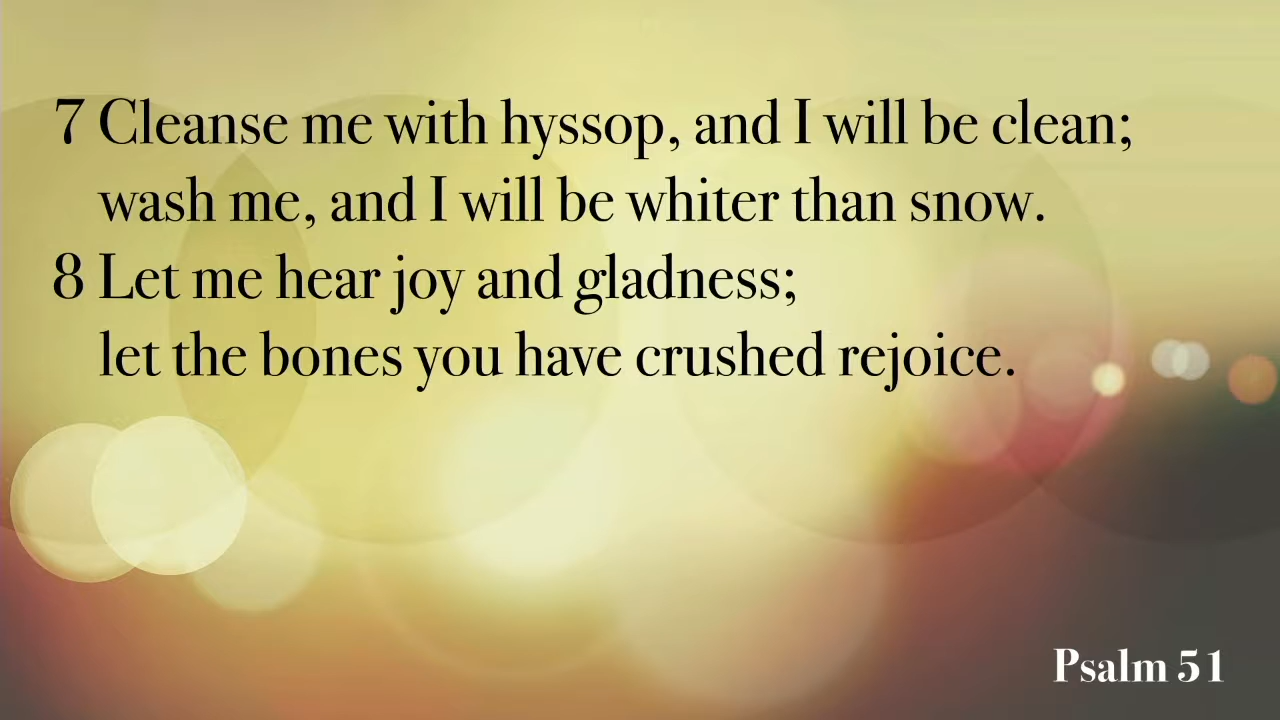 7 Cleanse me with hyssop, and I will be clean;
wash me, and I will be whiter than snow.
8 Let me hear joy and gladness;
let the bones you have crushed rejoice.
Psalm 51